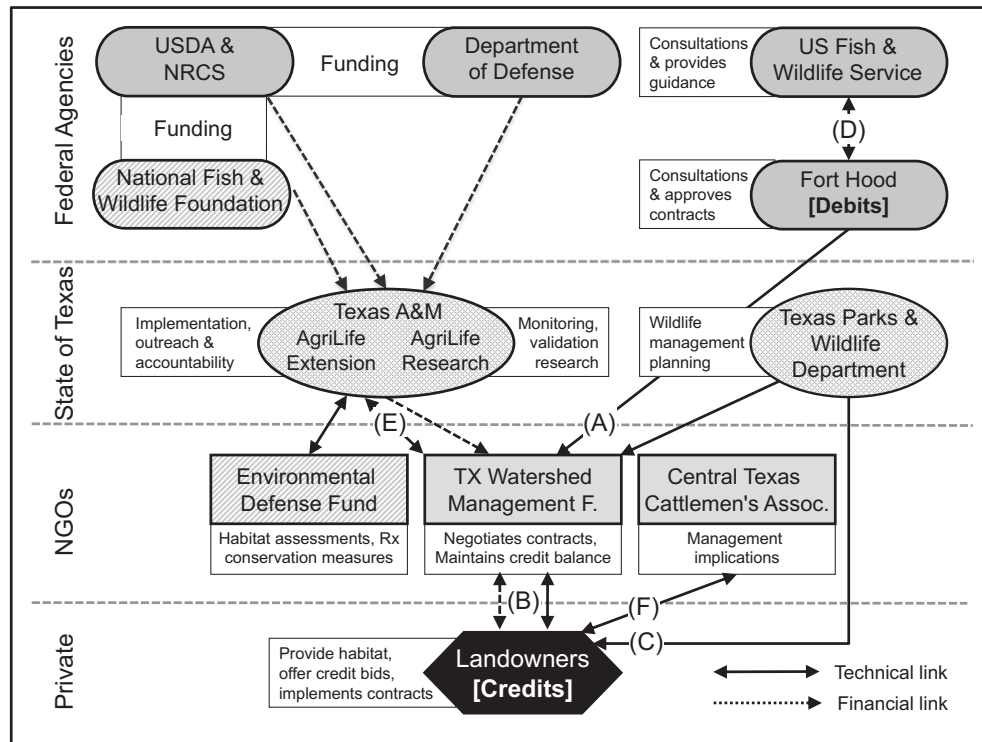 Federal Agencies
USDA &
NRCS
Funding
Department
of Defense
Consultations
& provides
guidance
US Fish &
Wildlife Service
Funding
(D)
National Fish &
Wildlife Foundation
Consultations
& approves
contracts
Fort Hood
[Debits]
State of Texas
Implementation,
outreach &
accountability
Texas A&M
AgriLife
Extension
AgriLife
Research
Monitoring,
validation
research
Wildlife
management
planning
Texas Parks &
Wildlife
Department
(E)
(A)
NGOs
Environmental
Defense Fund
Habitat assessments, Rx
conservation measures
TX Watershed
Management F.
Negotiates contracts,
Maintains credit balance
Central Texas
Cattlemen's Assoc.
Management
implications
(B)
(F)
(C)
Private
Provide habitat,
offer credit bids,
implements contracts
Landowners
[Credits]
Technical link
Financial link